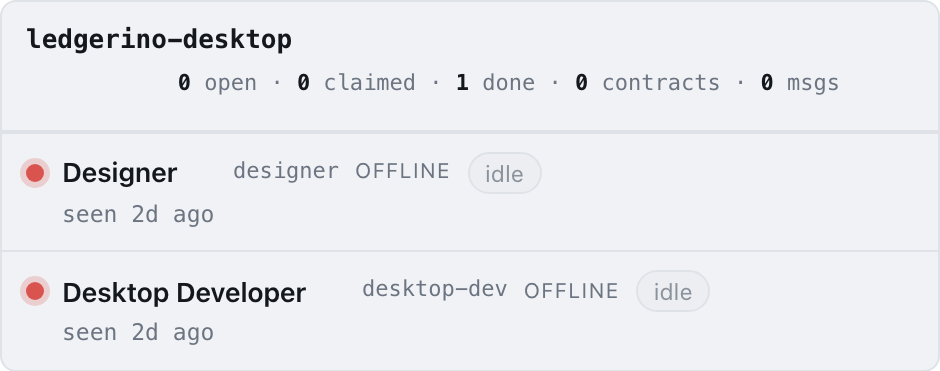 ledgerino-desktop
0 open · 0 claimed · 1 done · 0 contracts · 0 msgs
Designer designer OFFLINE idle
seen 2d ago
Desktop Developer desktop-dev OFFLINE idle
seen 2d ago